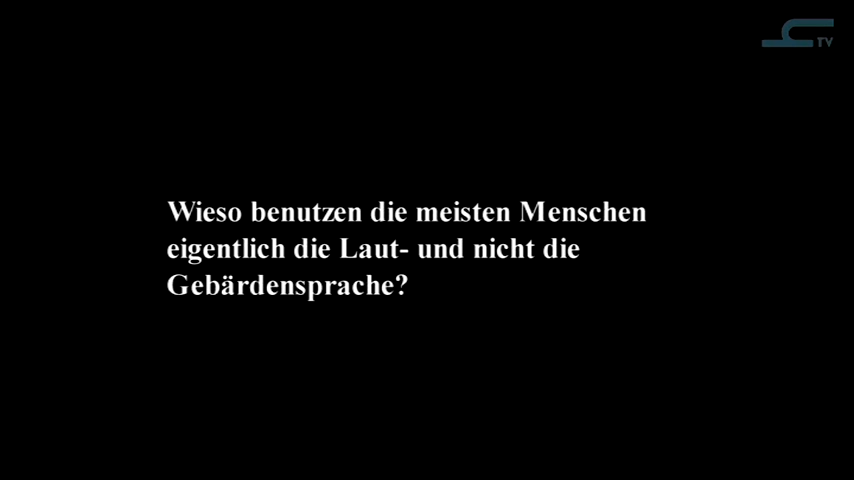 TV
Wieso benutzen die meisten Menschen
eigentlich die Laut- und nicht die
Gebärdensprache?